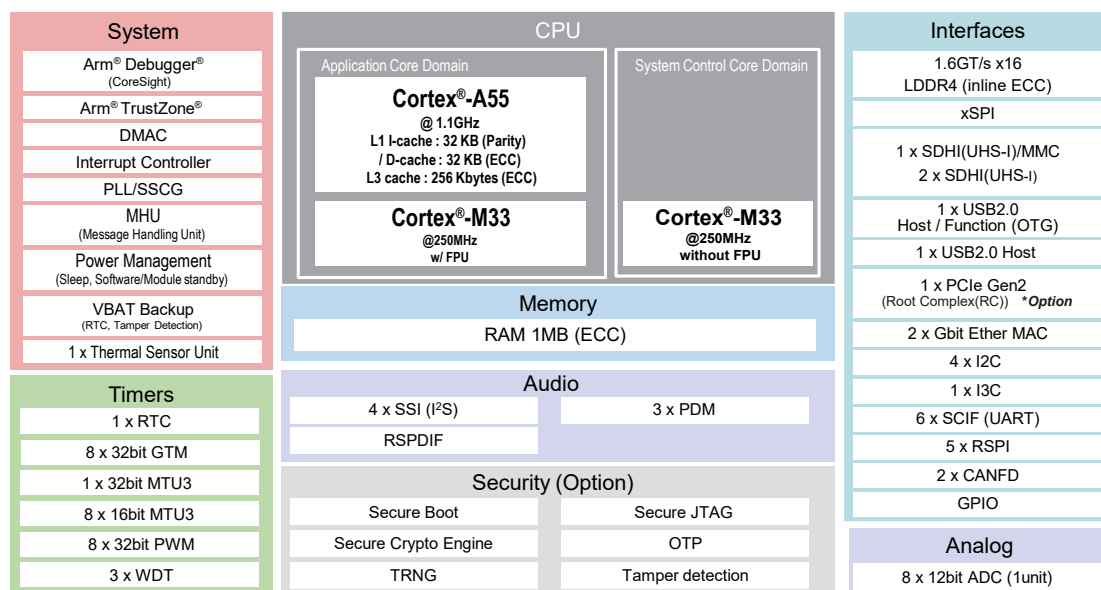 System
Arm® Debugger®
(CoreSight)
Arm® TrustZone®
DMAC
Interrupt Controller
PLL/SSCG
MHU
(Message Handling Unit)
Power Management
(Sleep, Software/Module standby)
VBAT Backup
(RTC, Tamper Detection)
1 x Thermal Sensor Unit
Timers
1 x RTC
8 x 32bit GTM
1 x 32bit MTU3
8 x 16bit MTU3
8 x 32bit PWM
3 x WDT
CPU
Application Core Domain
Cortex®-A55
@ 1.1GHz
L1 I-cache : 32 KB (Parity)
/ D-cache : 32 KB (ECC)
L3 cache : 256 Kbytes (ECC)
Cortex®-M33
@250MHz
w/ FPU
System Control Core Domain
Cortex®-M33
@250MHz
without FPU
Memory
RAM 1MB (ECC)
Audio
4 x SSI (I²S)
3 x PDM
RSPDIF
Security (Option)
Secure Boot
Secure JTAG
Secure Crypto Engine
OTP
TRNG
Tamper detection
Interfaces
1.6GT/s x16
LDDR4 (inline ECC)
xSPI
1 x SDHI(UHS-I)/MMC
2 x SDHI(UHS-I)
1 x USB2.0
Host / Function (OTG)
1 x USB2.0 Host
1 x PCIe Gen2
(Root Complex(RC)) *Option
2 x Gbit Ether MAC
4 x I2C
1 x I3C
6 x SCIF (UART)
5 x RSPI
2 x CANFD
GPIO
Analog
8 x 12bit ADC (1unit)